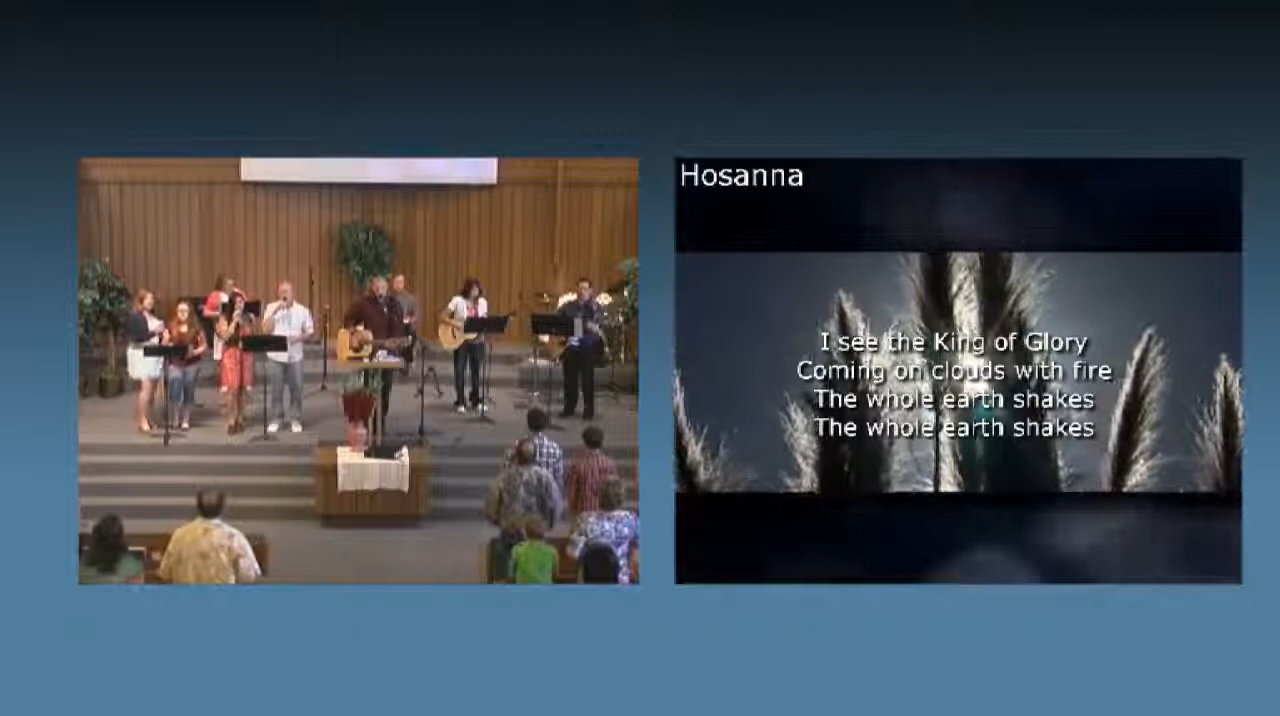 Hosanna
I see the King of Glory
Coming on clouds with fire
The whole earth shakes
The whole earth shakes